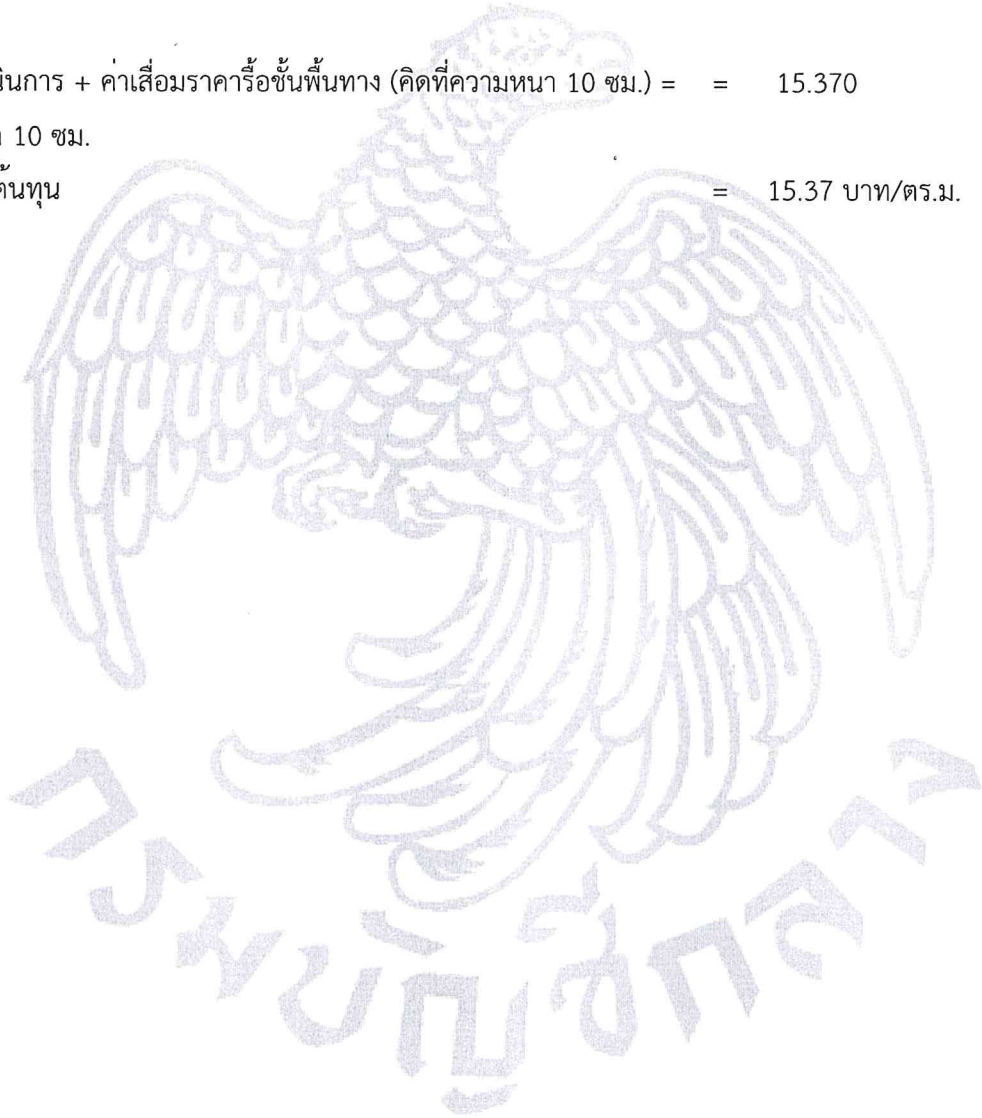 นินการ + ค่าเสื่อมราคารื้อชั้นพื้นทาง (คิดที่ความหนา 10 ซม.) = = 15.370
10 ซม.
ต้นทุน = 15.37 บาท/ตร.ม.
กรมบัญชีกลาง